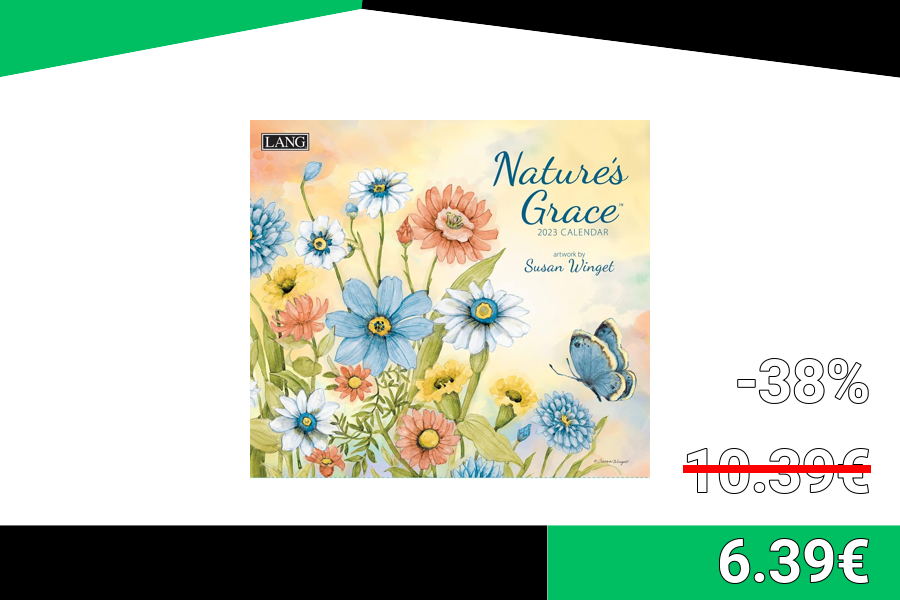 LANG
Nature's
Grace™
2023 CALENDAR
artwork by
Susan Winget
-38%
10.39€
6.39€